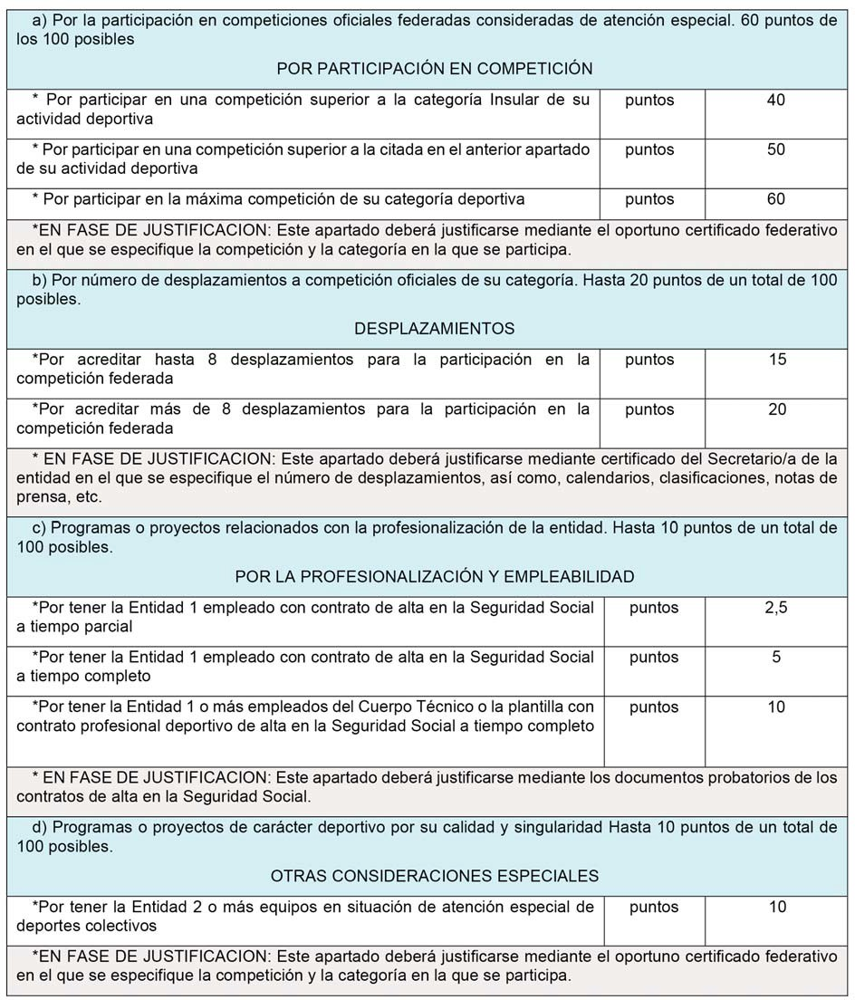 a) Por la participación en competiciones oficiales federadas consideradas de atención especial. 60 puntos de
los 100 posibles
POR PARTICIPACIÓN EN COMPETICIÓN
* Por participar en una competición superior a la categoría Insular de su
actividad deportiva
puntos
40
* Por participar en una competición superior a la citada en el anterior apartado
de su actividad deportiva
puntos
50
* Por participar en la máxima competición de su categoría deportiva
puntos
60
*EN FASE DE JUSTIFICACION: Este apartado deberá justificarse mediante el oportuno certificado federativo
en el que se especifique la competición y la categoría en la que se participa.
b) Por número de desplazamientos a competición oficiales de su categoría. Hasta 20 puntos de un total de 100
posibles.
DESPLAZAMIENTOS
*Por acreditar hasta 8 desplazamientos para la participación en la
competición federada
puntos
15
*Por acreditar más de 8 desplazamientos para la participación en la
competición federada
puntos
20
* EN FASE DE JUSTIFICACION: Este apartado deberá justificarse mediante certificado del Secretario/a de la
entidad en el que se especifique el número de desplazamientos, así como, calendarios, clasificaciones, notas de
prensa, etc.
c) Programas o proyectos relacionados con la profesionalización de la entidad. Hasta 10 puntos de un total de
100 posibles.
POR LA PROFESIONALIZACIÓN Y EMPLEABILIDAD
*Por tener la Entidad 1 empleado con contrato de alta en la Seguridad Social
a tiempo parcial
puntos
2,5
*Por tener la Entidad 1 empleado con contrato de alta en la Seguridad Social
a tiempo completo
puntos
5
*Por tener la Entidad 1 o más empleados del Cuerpo Técnico o la plantilla con
contrato profesional deportivo de alta en la Seguridad Social a tiempo completo
puntos
10
* EN FASE DE JUSTIFICACION: Este apartado deberá justificarse mediante los documentos probatorios de los
contratos de alta en la Seguridad Social.
d) Programas o proyectos de carácter deportivo por su calidad y singularidad Hasta 10 puntos de un total de
100 posibles.
OTRAS CONSIDERACIONES ESPECIALES
*Por tener la Entidad 2 o más equipos en situación de atención especial de
deportes colectivos
puntos
10
*EN FASE DE JUSTIFICACION: Este apartado deberá justificarse mediante el oportuno certificado federativo
en el que se especifique la competición y la categoría en la que se participa.